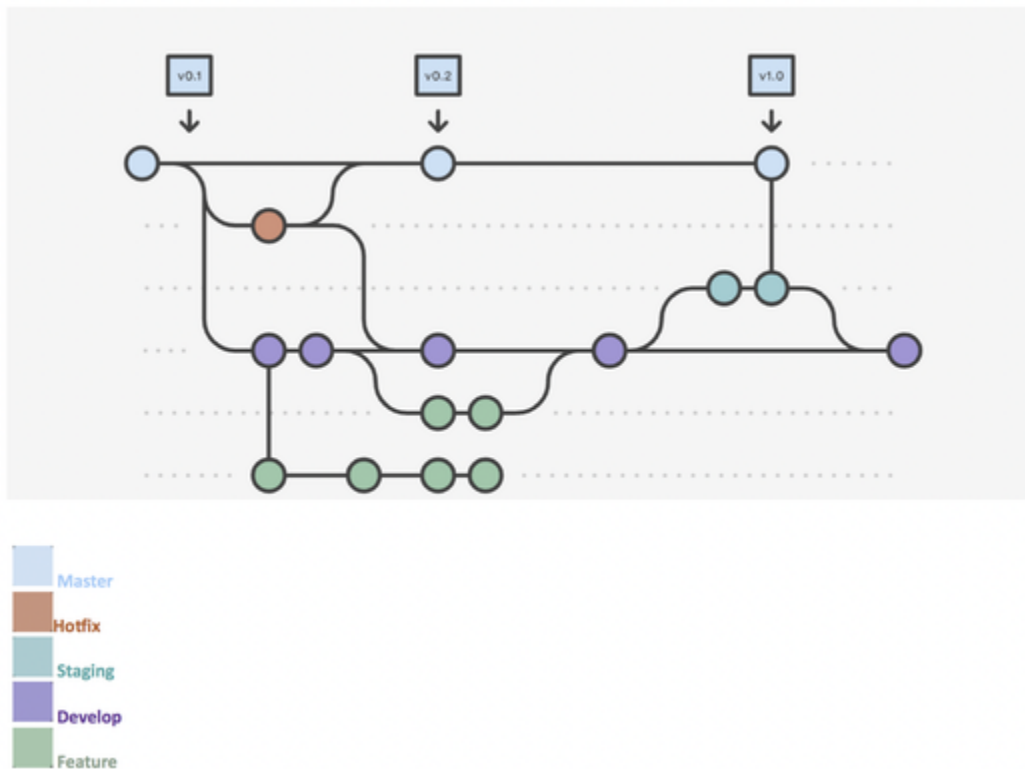 v0.1
v0.2
v1.0
Master
Hotfix
Staging
Develop
Feature